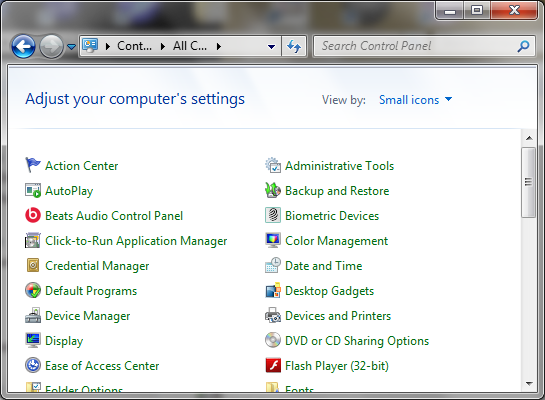 Cont... All C...
Search Control Panel
Adjust your computer's settings
View by: Small icons
Action Center
Administrative Tools
AutoPlay
Backup and Restore
Beats Audio Control Panel
Biometric Devices
Click-to-Run Application Manager
Color Management
Credential Manager
Date and Time
Default Programs
Desktop Gadgets
Device Manager
Devices and Printers
Display
DVD or CD Sharing Options
Ease of Access Center
Flash Player (32-bit)
Folder Options
Fonts